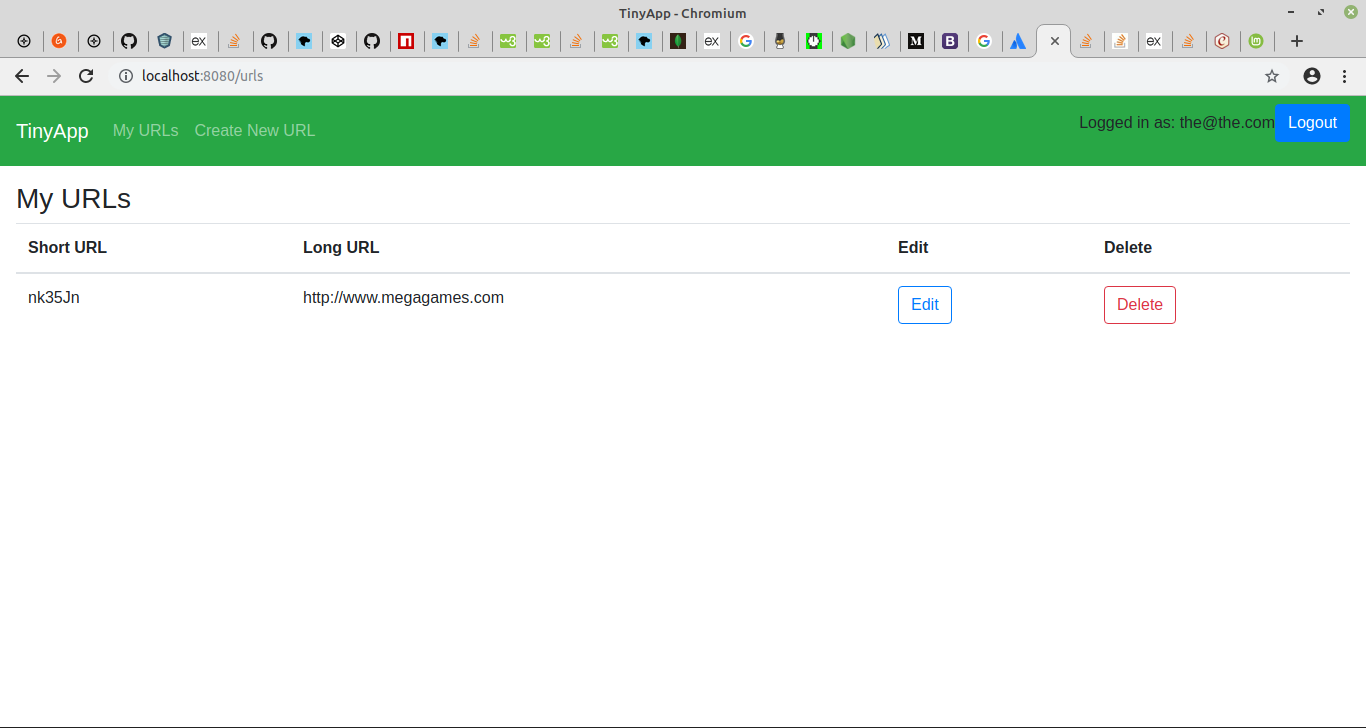 TinyApp - Chromium
localhost:8080/urls
TinyApp My URLs Create New URL Logged in as: the@the.com Logout
My URLs
Short URL Long URL Edit Delete
nk35Jn http://www.megagames.com Edit Delete